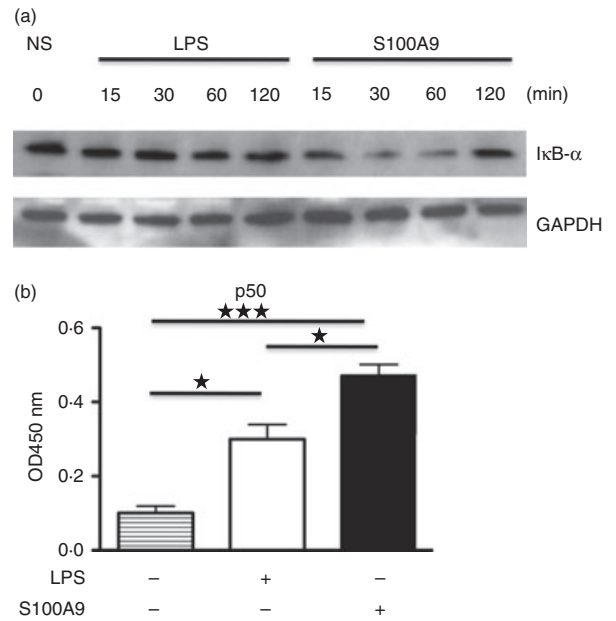 (a)
NS LPS S100A9
0 15 30 60 120 15 30 60 120 (min)
IκB-α
GAPDH
(b)
p50
★★★
★
★
0·6
0·4
0·2
0·0
OD450 nm
LPS – + –
S100A9 – – +